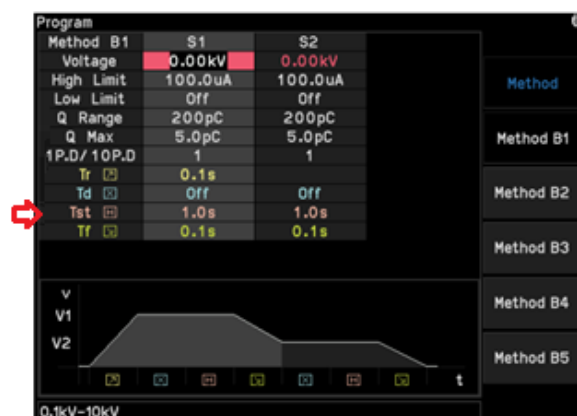 Program
Method B1 S1 S2
Voltage 0.00kV 0.00kV
High Limit 100.0uA 100.0uA
Low Limit Off Off
Q Range 200pC 200pC
Q Max 5.0pC 5.0pC
1P.D/10P.D 1 1
Tr 0.1s
Td Off Off
Tst 1.0s 1.0s
Tf 0.1s 0.1s
Method
Method B1
Method B2
Method B3
Method B4
Method B5
V
V1
V2
t
0.1kV-10kV